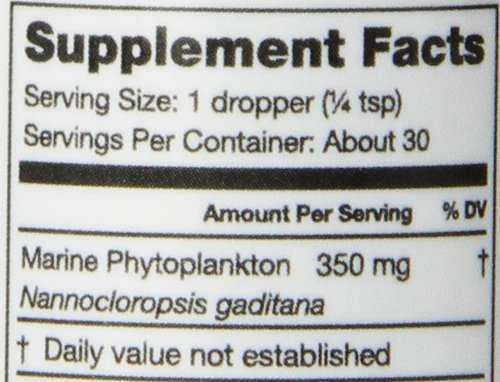 Supplement Facts
Serving Size: 1 dropper (¼ tsp)
Servings Per Container: About 30
Amount Per Serving % DV
Marine Phytoplankton 350 mg †
Nannocloropsis gaditana
† Daily value not established